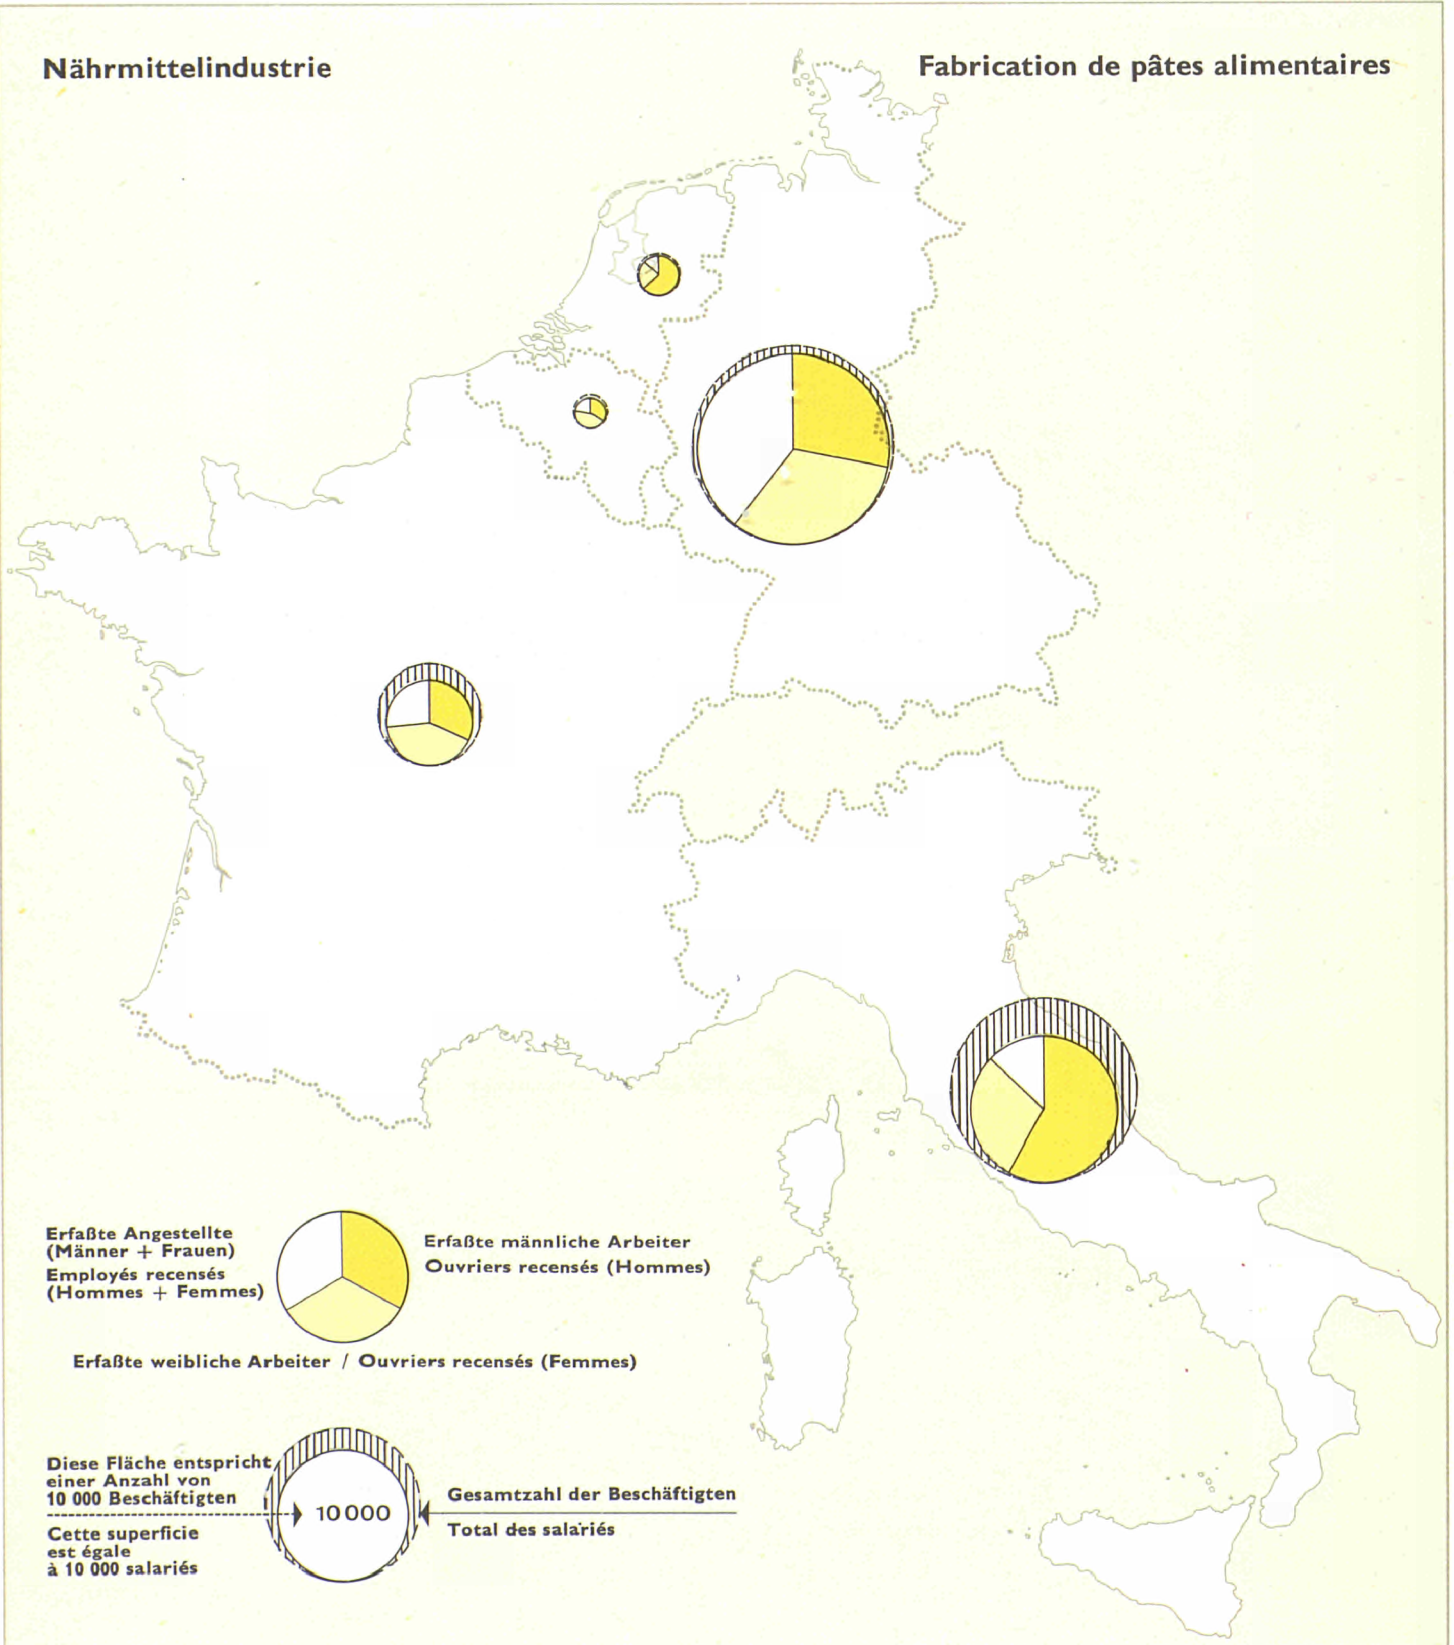 Nährmittelindustrie
Fabrication de pâtes alimentaires
Erfaßte Angestellte
(Männer + Frauen)
Employés recensés
(Hommes + Femmes)
Erfaßte männliche Arbeiter
Ouvriers recensés (Hommes)
Erfaßte weibliche Arbeiter / Ouvriers recensés (Femmes)
Diese Fläche entspricht
einer Anzahl von
10 000 Beschäftigten
Cette superficie
est égale
à 10 000 salariés
10 000
Gesamtzahl der Beschäftigten
Total des salariés